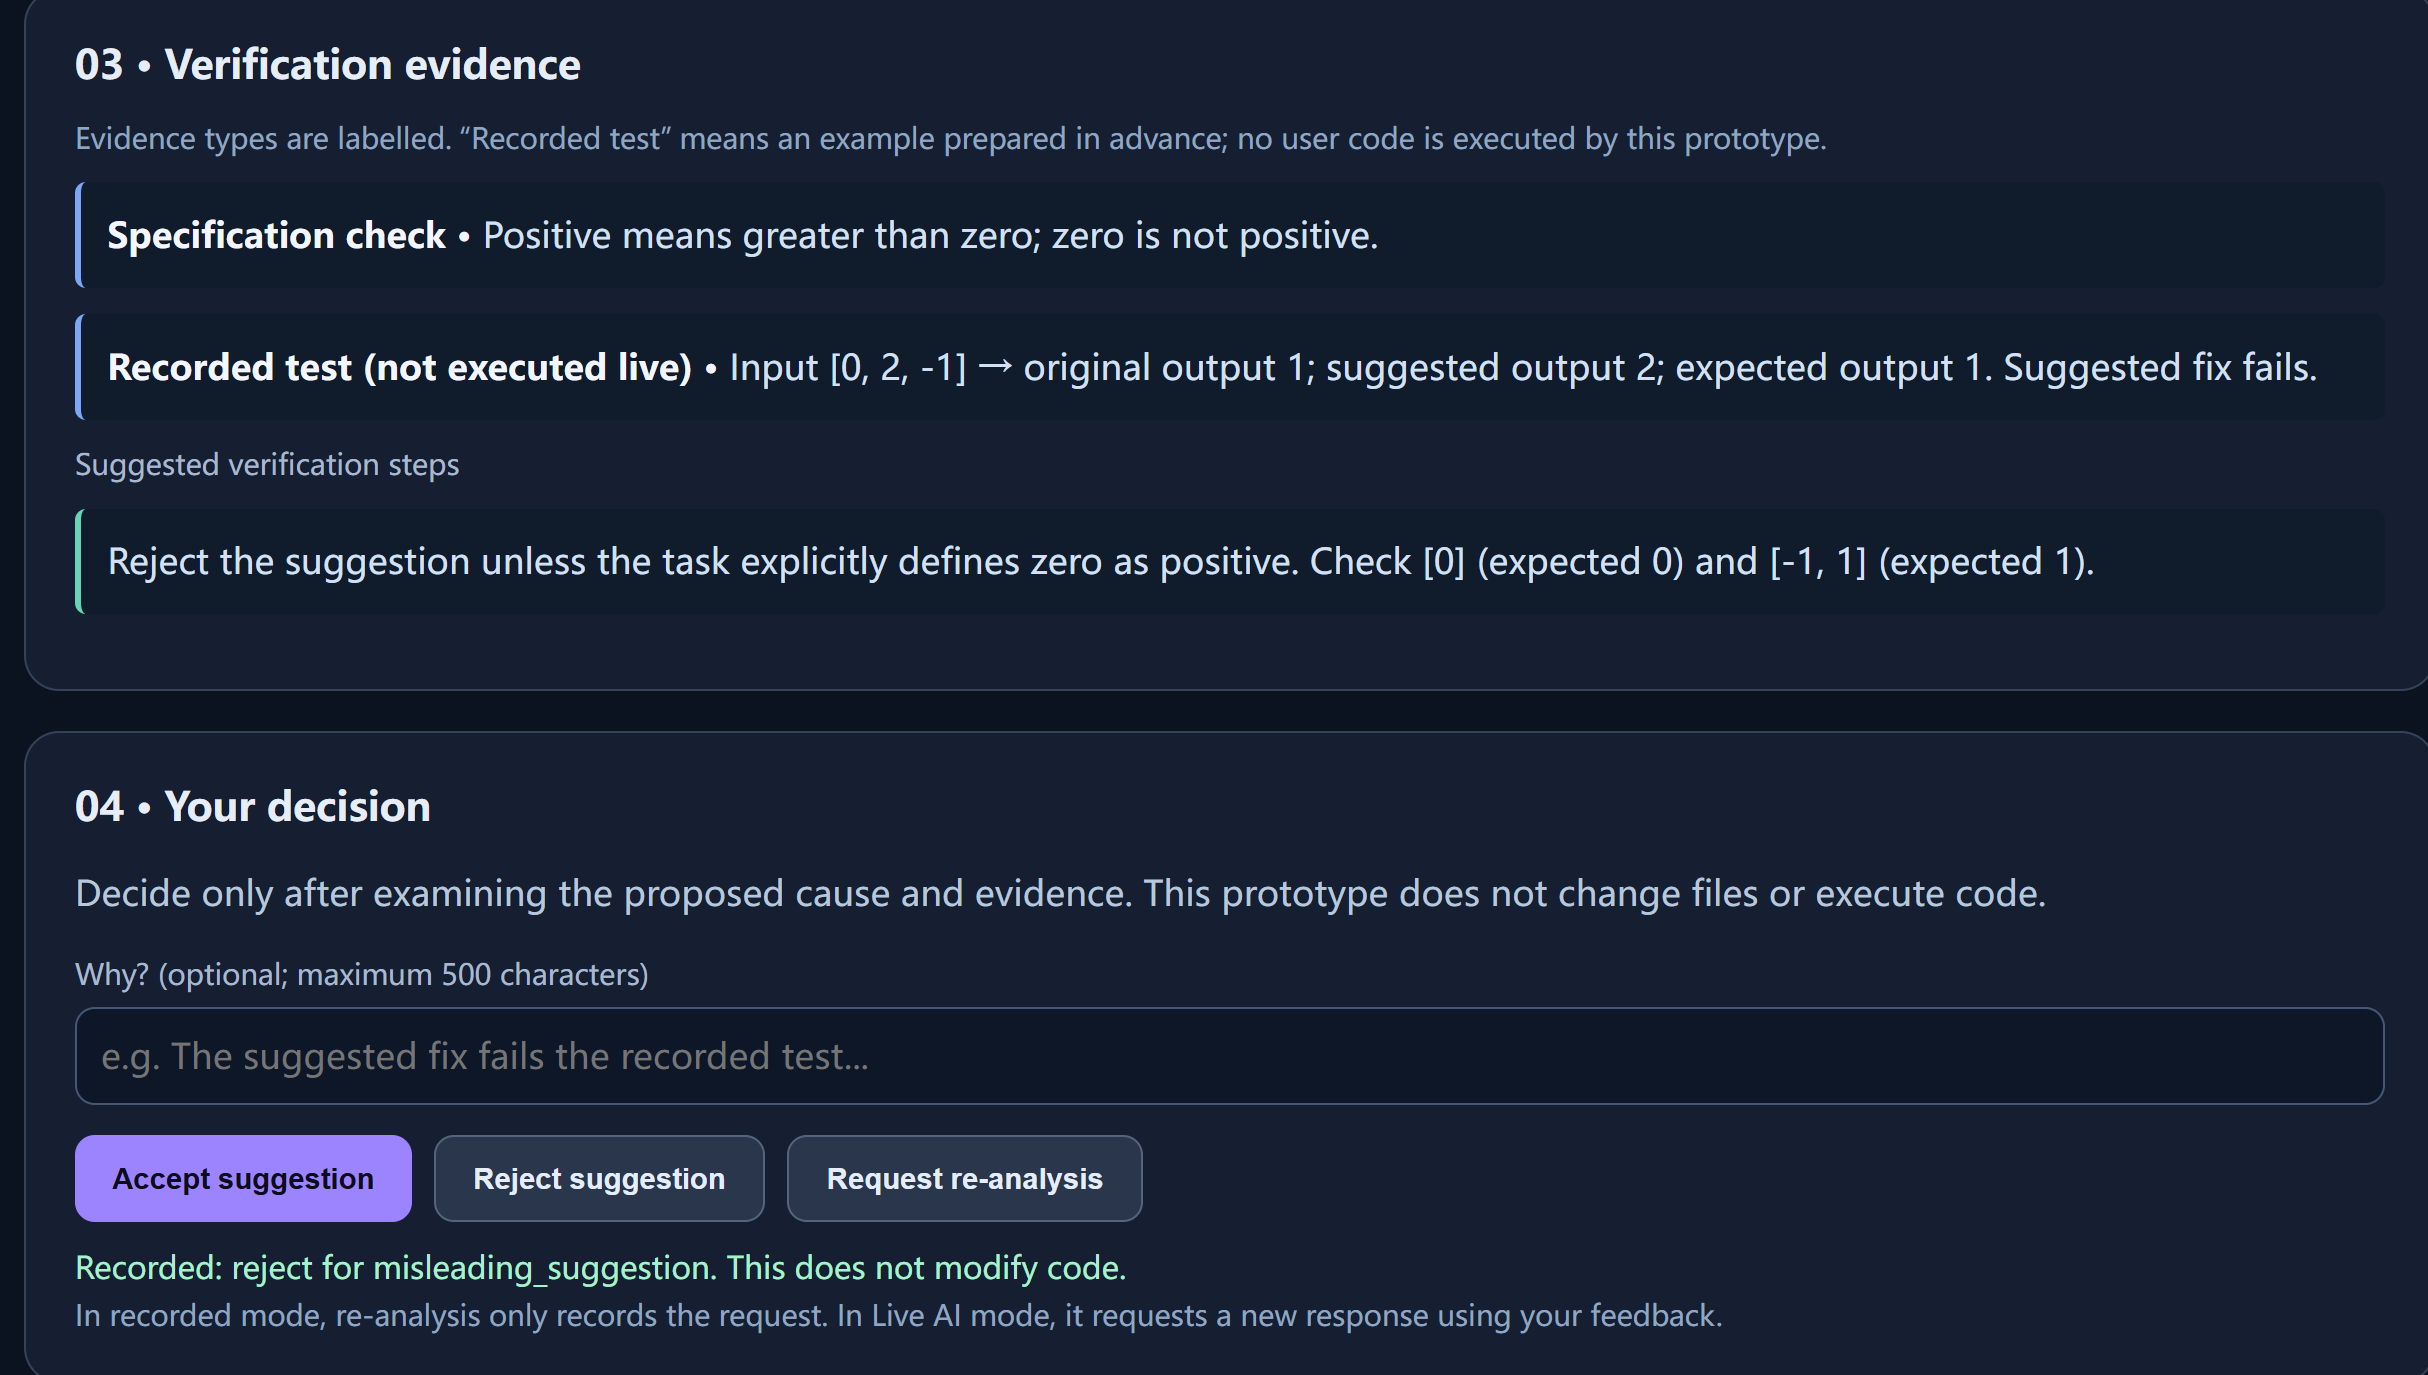 03 • Verification evidence
Evidence types are labelled. “Recorded test” means an example prepared in advance; no user code is executed by this prototype.
Specification check • Positive means greater than zero; zero is not positive.
Recorded test (not executed live) • Input [0, 2, -1] → original output 1; suggested output 2; expected output 1. Suggested fix fails.
Suggested verification steps
Reject the suggestion unless the task explicitly defines zero as positive. Check [0] (expected 0) and [-1, 1] (expected 1).
04 • Your decision
Decide only after examining the proposed cause and evidence. This prototype does not change files or execute code.
Why? (optional; maximum 500 characters)
e.g. The suggested fix fails the recorded test...
Accept suggestion Reject suggestion Request re-analysis
Recorded: reject for misleading_suggestion. This does not modify code.
In recorded mode, re-analysis only records the request. In Live AI mode, it requests a new response using your feedback.